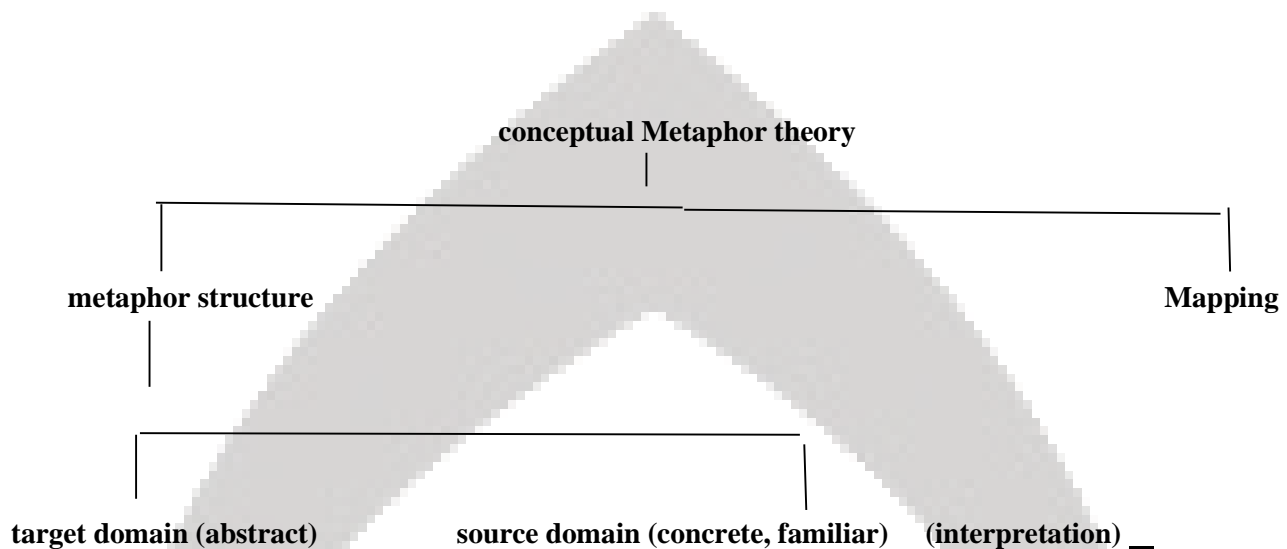 conceptual Metaphor theory
metaphor structure Mapping
target domain (abstract) source domain (concrete, familiar) (interpretation)